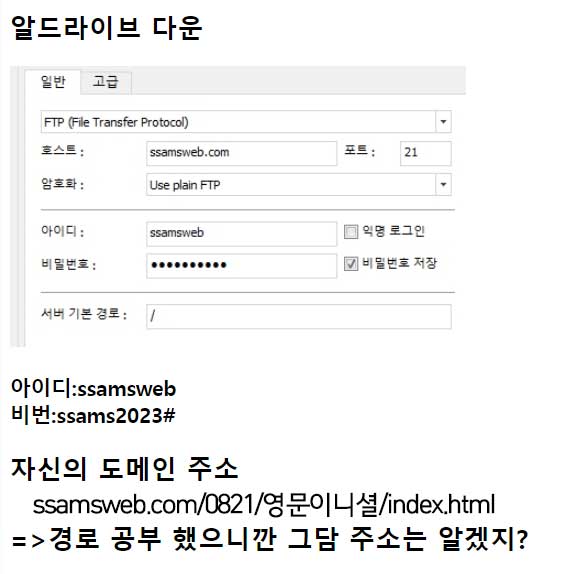 알드라이브 다운
일반 고급
FTP (File Transfer Protocol)
호스트 : ssamsweb.com 포트 : 21
암호화 : Use plain FTP
아이디 : ssamsweb 익명 로그인
비밀번호 : ●●●●●●●●●● 비밀번호 저장
서버 기본 경로 : /
아이디:ssamsweb
비번:ssams2023#
자신의 도메인 주소
ssamsweb.com/0821/영문이니셜/index.html
=>경로 공부 했으니깐 그담 주소는 알겠지?